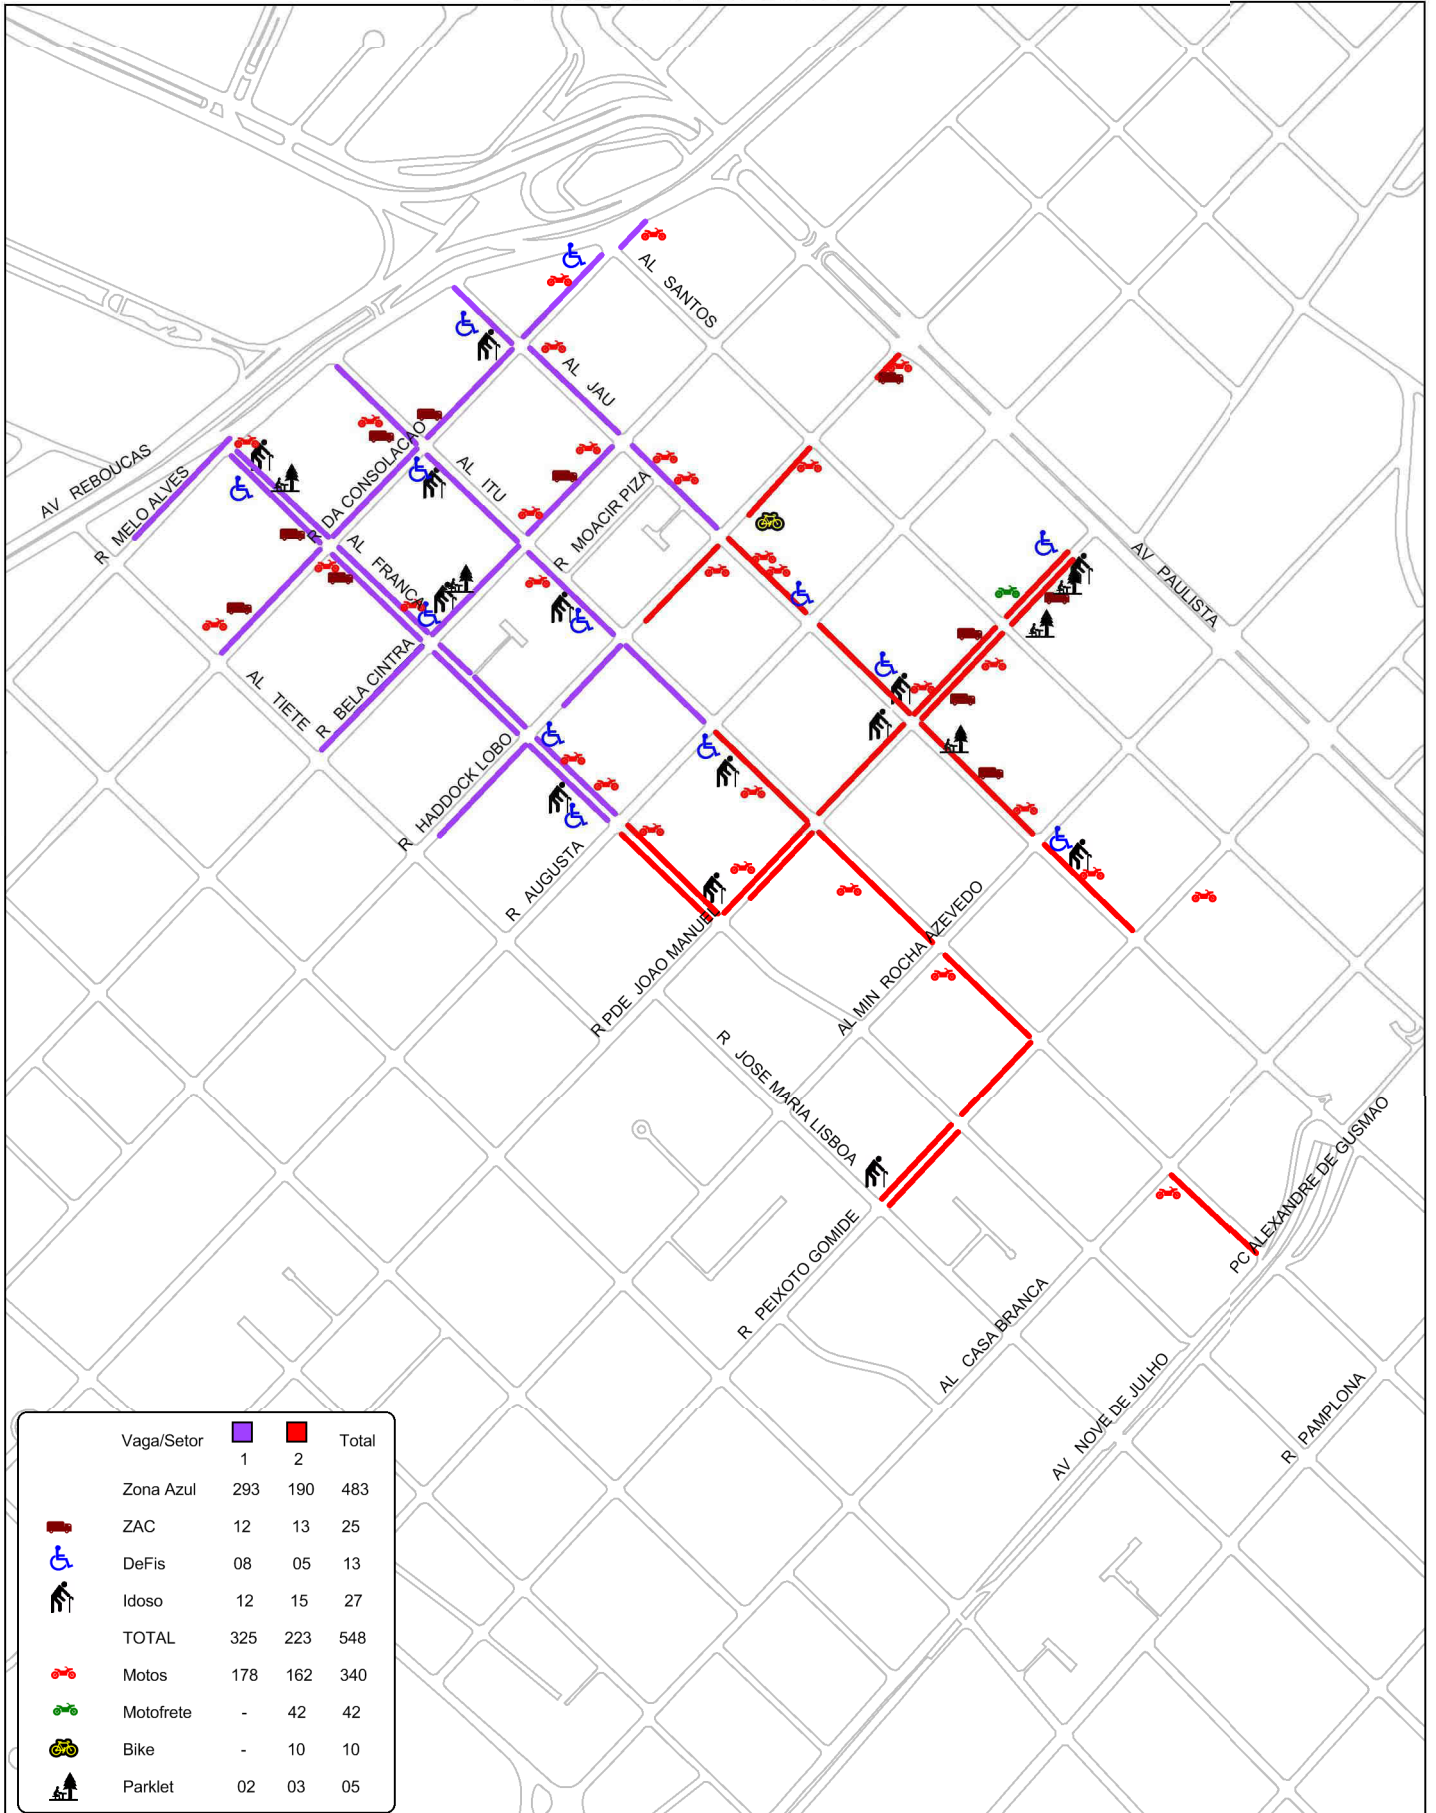 AL SANTOS
AL JAU
AV REBOUCAS
R MELO ALVES
R DA CONSOLACAO
AL ITU
R MOACIR PIZA
AL FRANCA
AV PAULISTA
AL TIETE
R BELA CINTRA
R HADDOCK LOBO
R AUGUSTA
R PDE JOAO MANUEL
AL MIN ROCHA AZEVEDO
R JOSE MARIA LISBOA
R PEIXOTO GOMIDE
AL CASA BRANCA
PC ALEXANDRE DE GUSMAO
AV NOVE DE JULHO
R PAMPLONA
Vaga/Setor 1 2 Total
Zona Azul 293 190 483
ZAC 12 13 25
DeFis 08 05 13
Idoso 12 15 27
TOTAL 325 223 548
Motos 178 162 340
Motofrete - 42 42
Bike - 10 10
Parklet 02 03 05